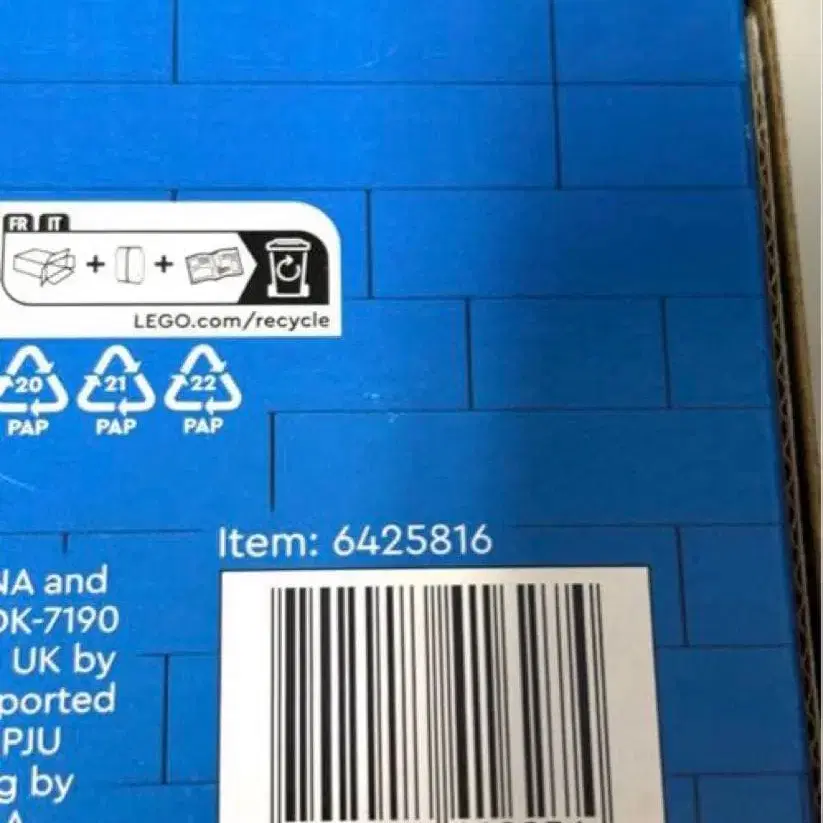 FR IT
+ +
LEGO.com/recycle
20 21 22
PAP PAP PAP
Item: 6425816
NA and
DK-7190
UK by
ported
PJU
g by
A